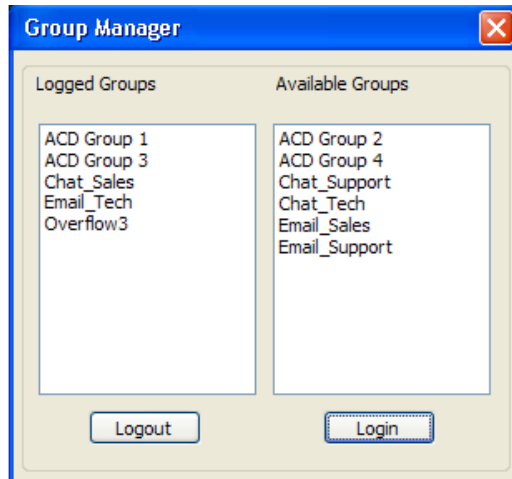 Group Manager
Logged Groups
Available Groups
ACD Group 1
ACD Group 3
Chat_Sales
Email_Tech
Overflow3
ACD Group 2
ACD Group 4
Chat_Support
Chat_Tech
Email_Sales
Email_Support
Logout
Login